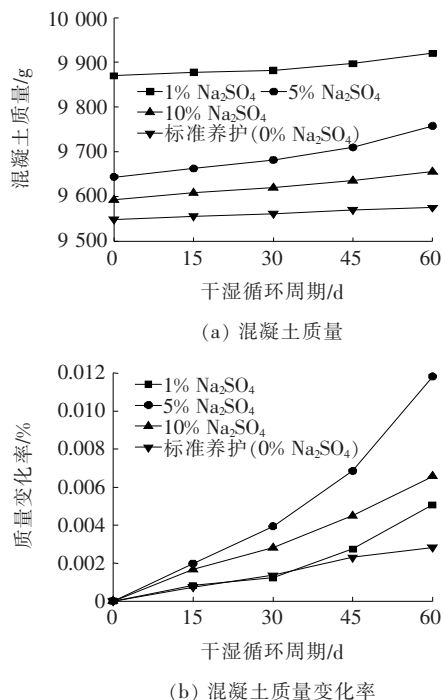 10 000
9 900
9 800
9 700
9 600
9 500
混凝土质量/g
1% Na₂SO₄ 5% Na₂SO₄
10% Na₂SO₄
标准养护(0% Na₂SO₄)
0 15 30 45 60
干湿循环周期/d
(a) 混凝土质量
0.012
0.010
0.008
0.006
0.004
0.002
0
质量变化率/%
1% Na₂SO₄
5% Na₂SO₄
10% Na₂SO₄
标准养护(0% Na₂SO₄)
0 15 30 45 60
干湿循环周期/d
(b) 混凝土质量变化率